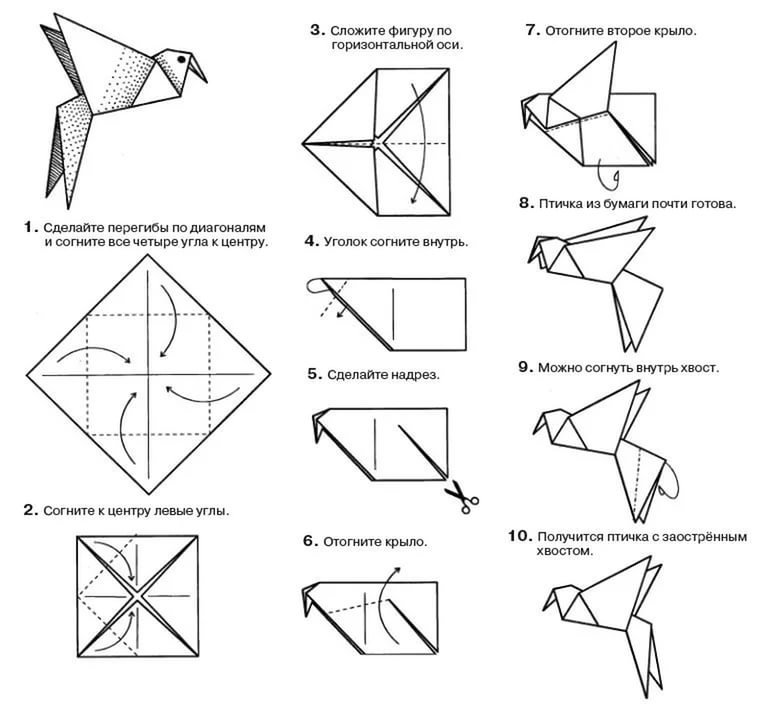 1. Сделайте перегибы по диагоналям
и согните все четыре угла к центру.
2. Согните к центру левые углы.
3. Сложите фигуру по
горизонтальной оси.
4. Уголок согните внутрь.
5. Сделайте надрез.
6. Отогните крыло.
7. Отогните второе крыло.
8. Птичка из бумаги почти готова.
9. Можно согнуть внутрь хвост.
10. Получится птичка с заострённым
хвостом.